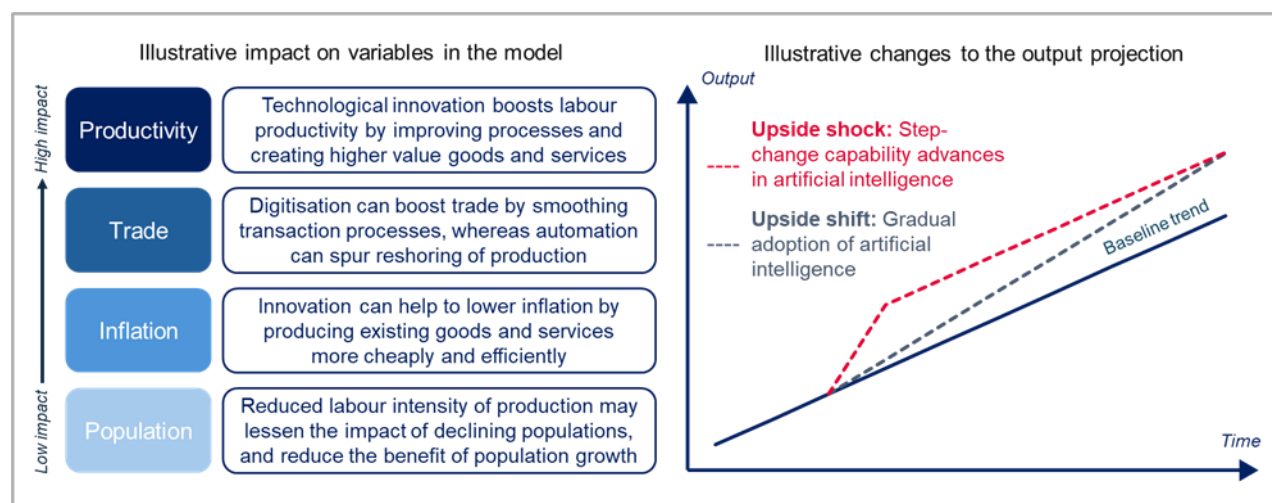 Illustrative impact on variables in the model
High impact
Low impact
Productivity
Technological innovation boosts labour
productivity by improving processes and
creating higher value goods and services
Trade
Digitisation can boost trade by smoothing
transaction processes, whereas automation
can spur reshoring of production
Inflation
Innovation can help to lower inflation by
producing existing goods and services
more cheaply and efficiently
Population
Reduced labour intensity of production may
lessen the impact of declining populations,
and reduce the benefit of population growth
Illustrative changes to the output projection
Output
Upside shock: Step-
change capability advances
in artificial intelligence
Upside shift: Gradual
adoption of artificial
intelligence
Baseline trend
Time